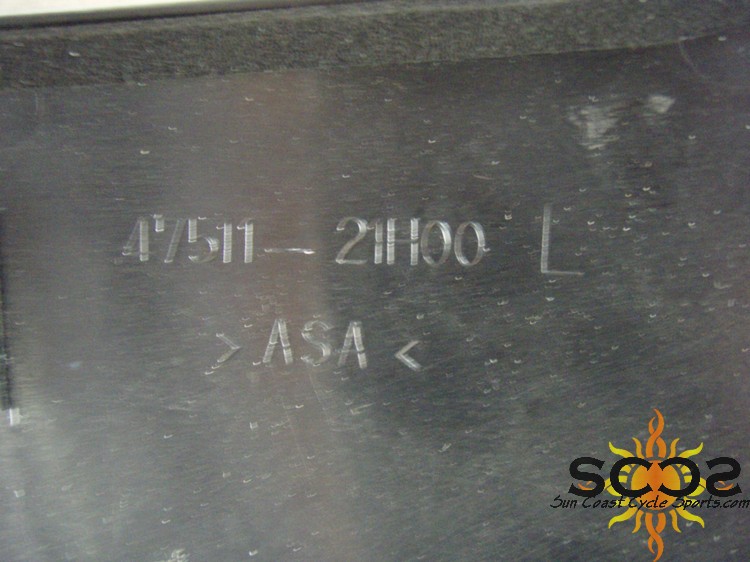 47511-21H00 L
>ASA<
SCCS
Sun Coast Cycle Sports.com